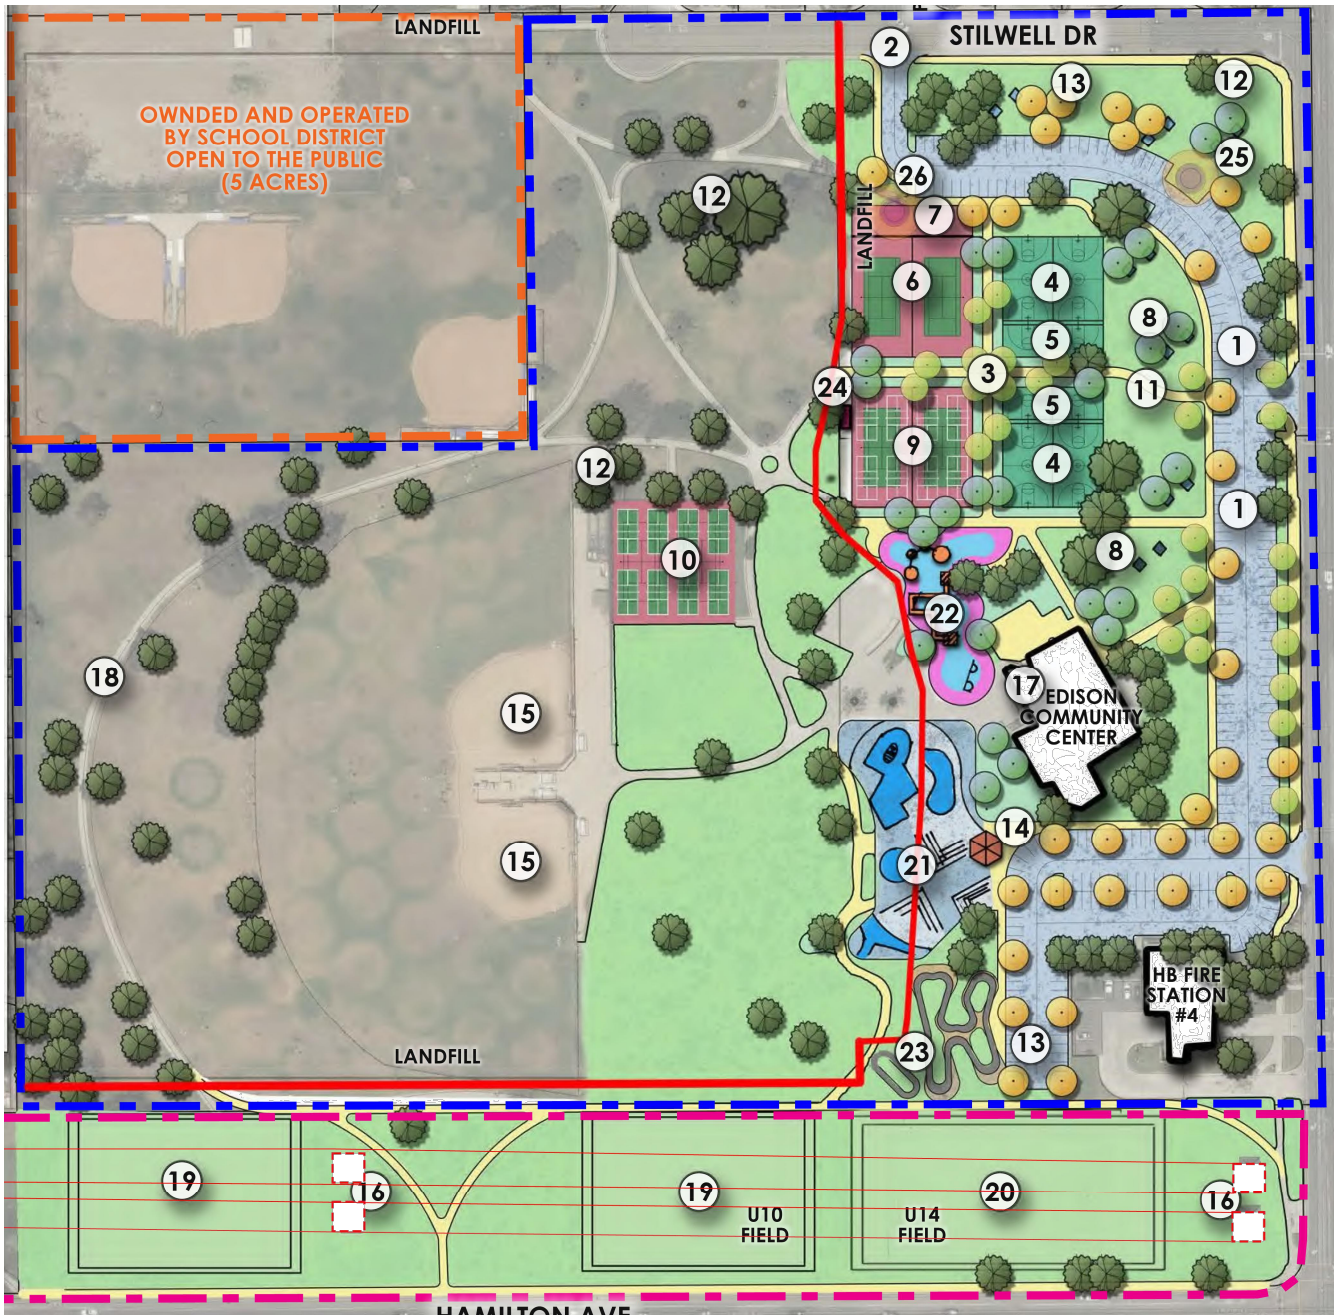 LANDFILL
STILWELL DR
2
13
12
OWNDED AND OPERATED
BY SCHOOL DISTRICT
OPEN TO THE PUBLIC
(5 ACRES)
25
26
12
7
LANDFILL
6
4
8
5
1
3
24
11
5
9
4
12
1
10
8
22
18
17
15
EDISON
COMMUNITY
CENTER
14
15
21
HB FIRE
STATION
#4
LANDFILL
23
13
19
16
19
20
16
U10
FIELD
U14
FIELD
HAMILTON AVE